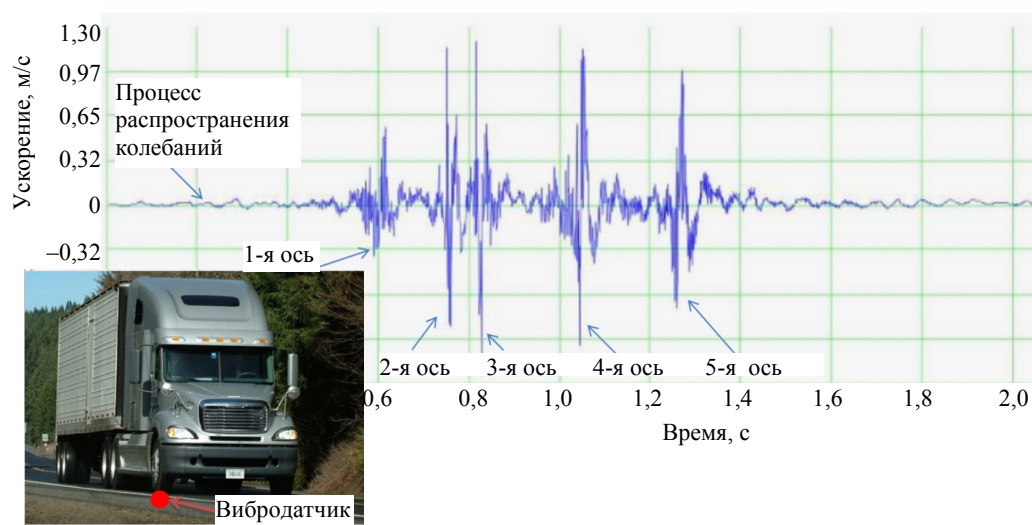 Ускорение, м/с
1,30
0,97
0,65
0,32
0
–0,32
Процесс
распространения
колебаний
1-я ось
2-я ось
3-я ось
4-я ось
5-я ось
0,6
0,8
1,0
1,2
1,4
1,6
1,8
2,0
Время, с
Вибродатчик